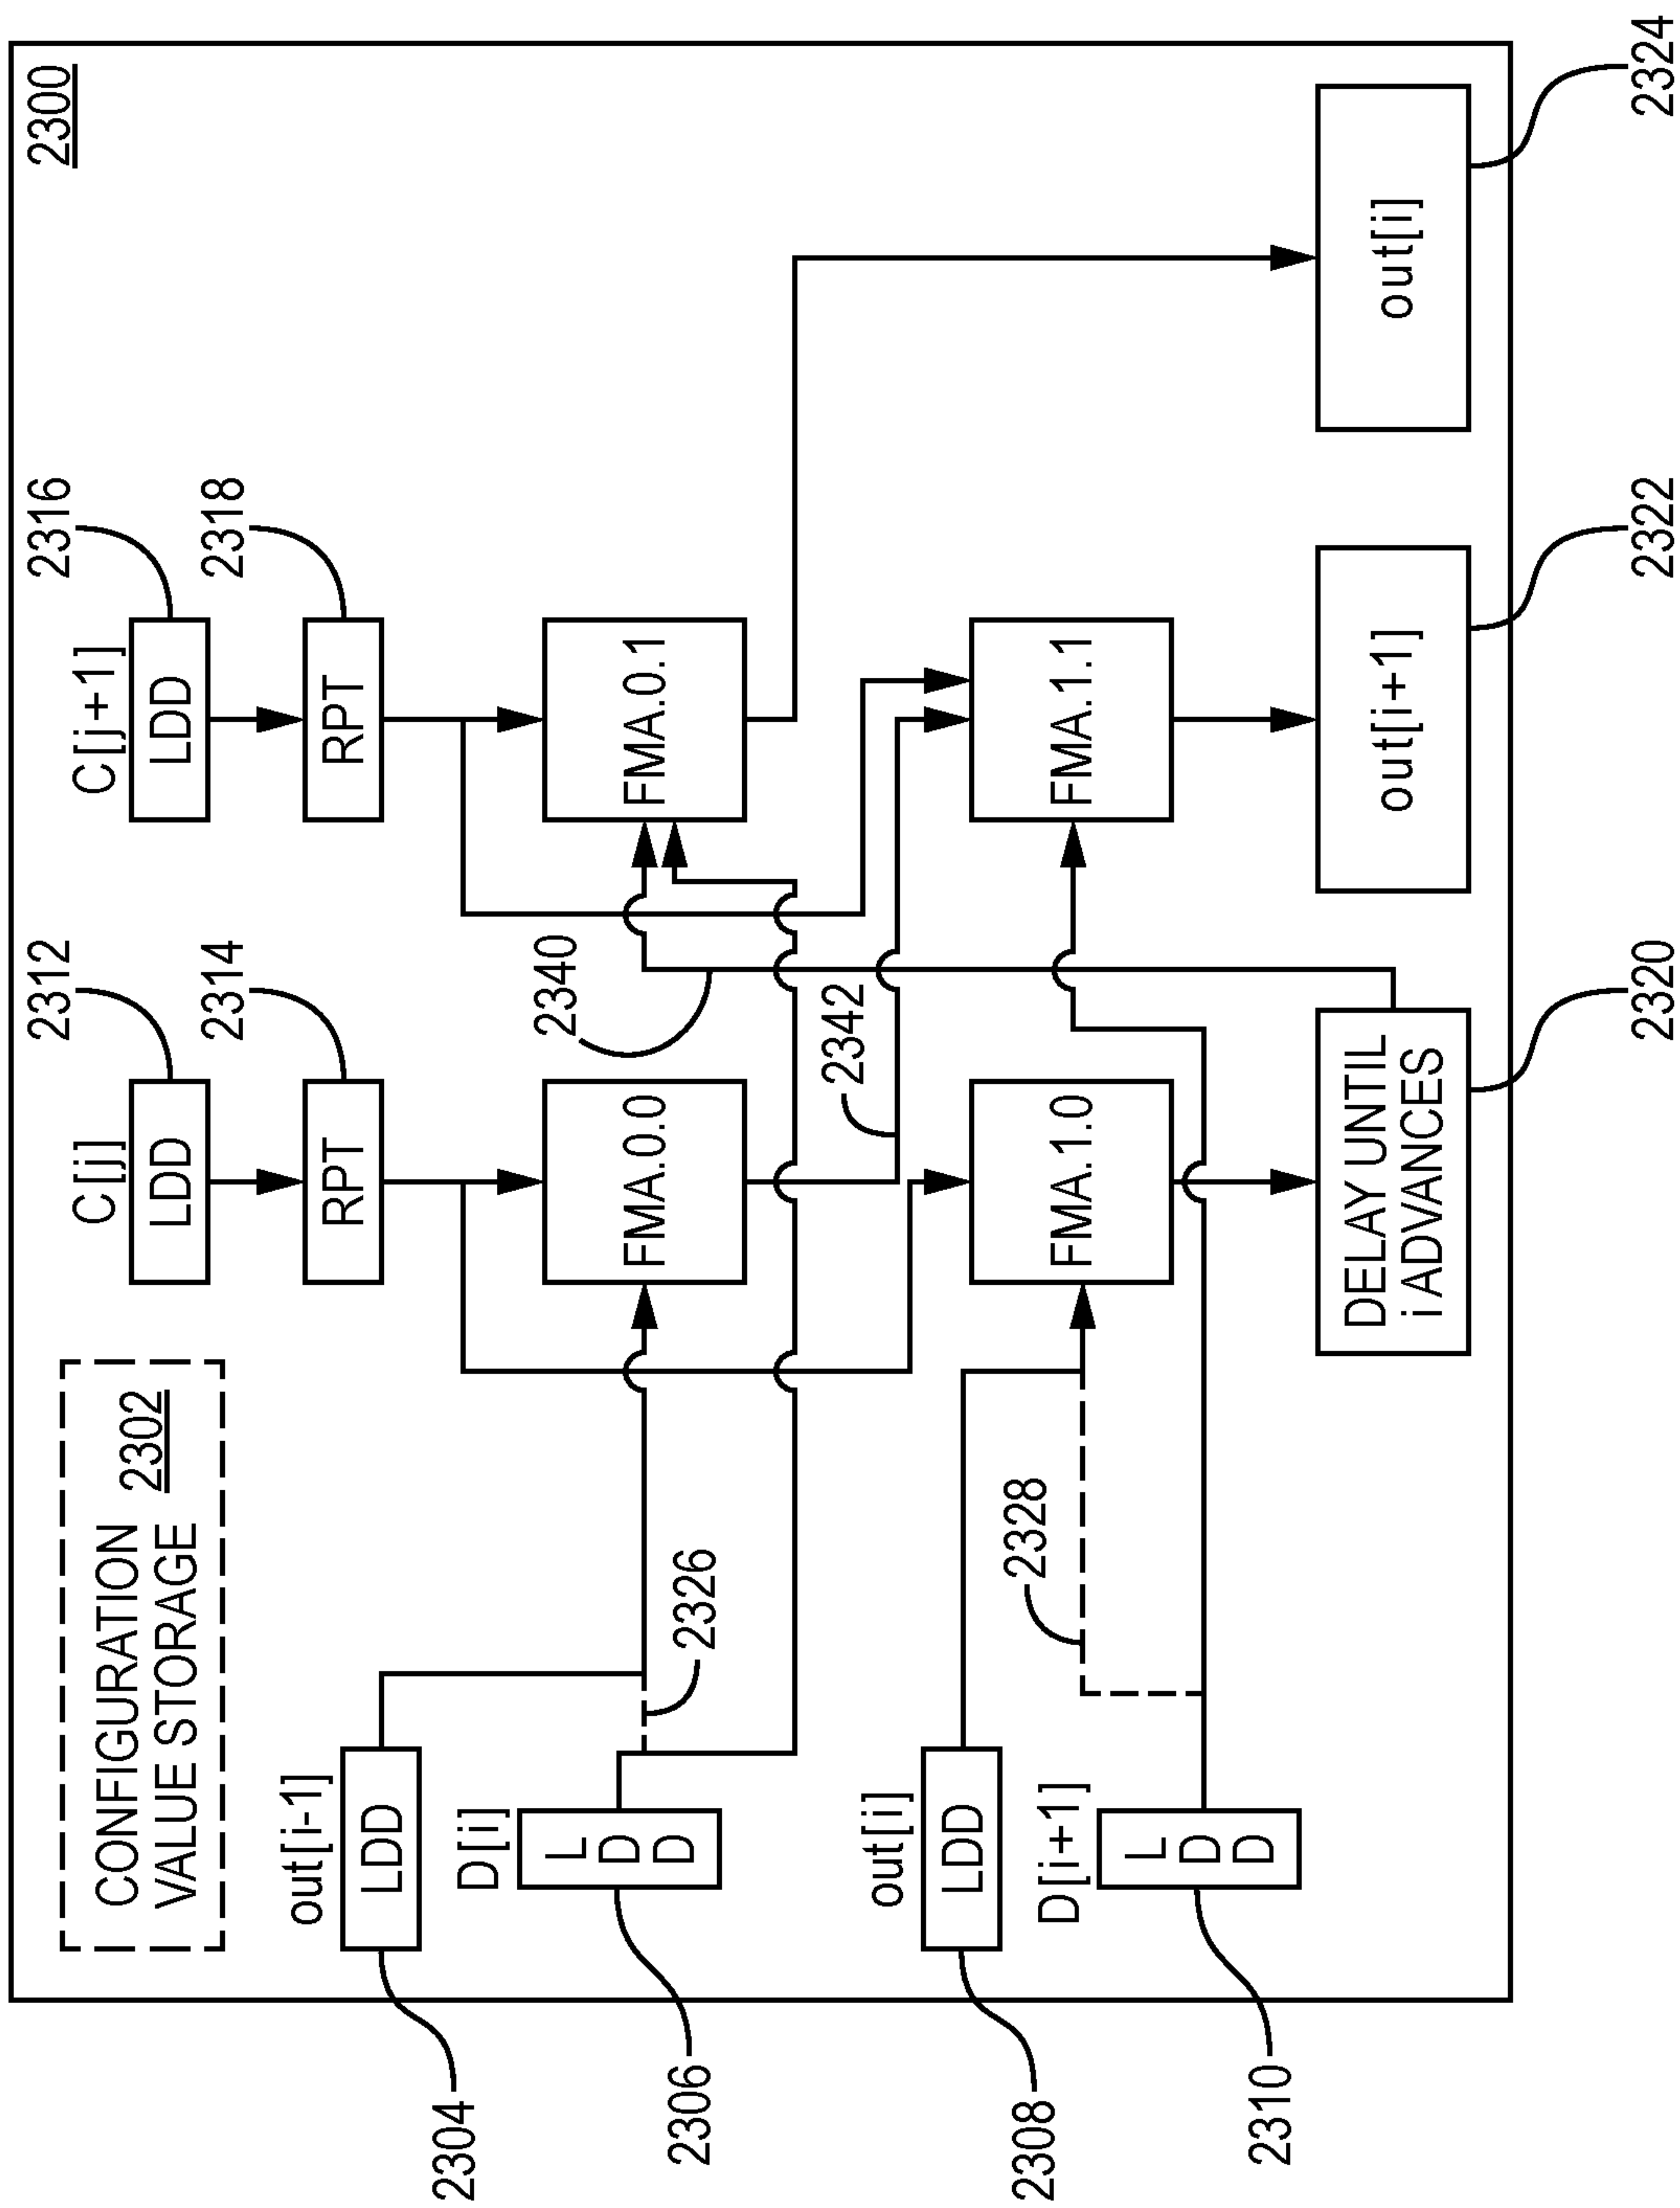 2300
2312
2316
CONFIGURATION
VALUE STORAGE 2302
C[j]
LDD
C[j+1]
LDD
2314
2318
RPT
RPT
out[i-1]
LDD
2304
D[i]
LDD
2306
2326
FMA.0.0
2340
FMA.0.1
2342
out[i]
LDD
2308
D[i+1]
LDD
2310
2328
FMA.1.0
FMA.1.1
DELAY UNTIL
i ADVANCES
out[i+1]
out[i]
2320
2322
2324